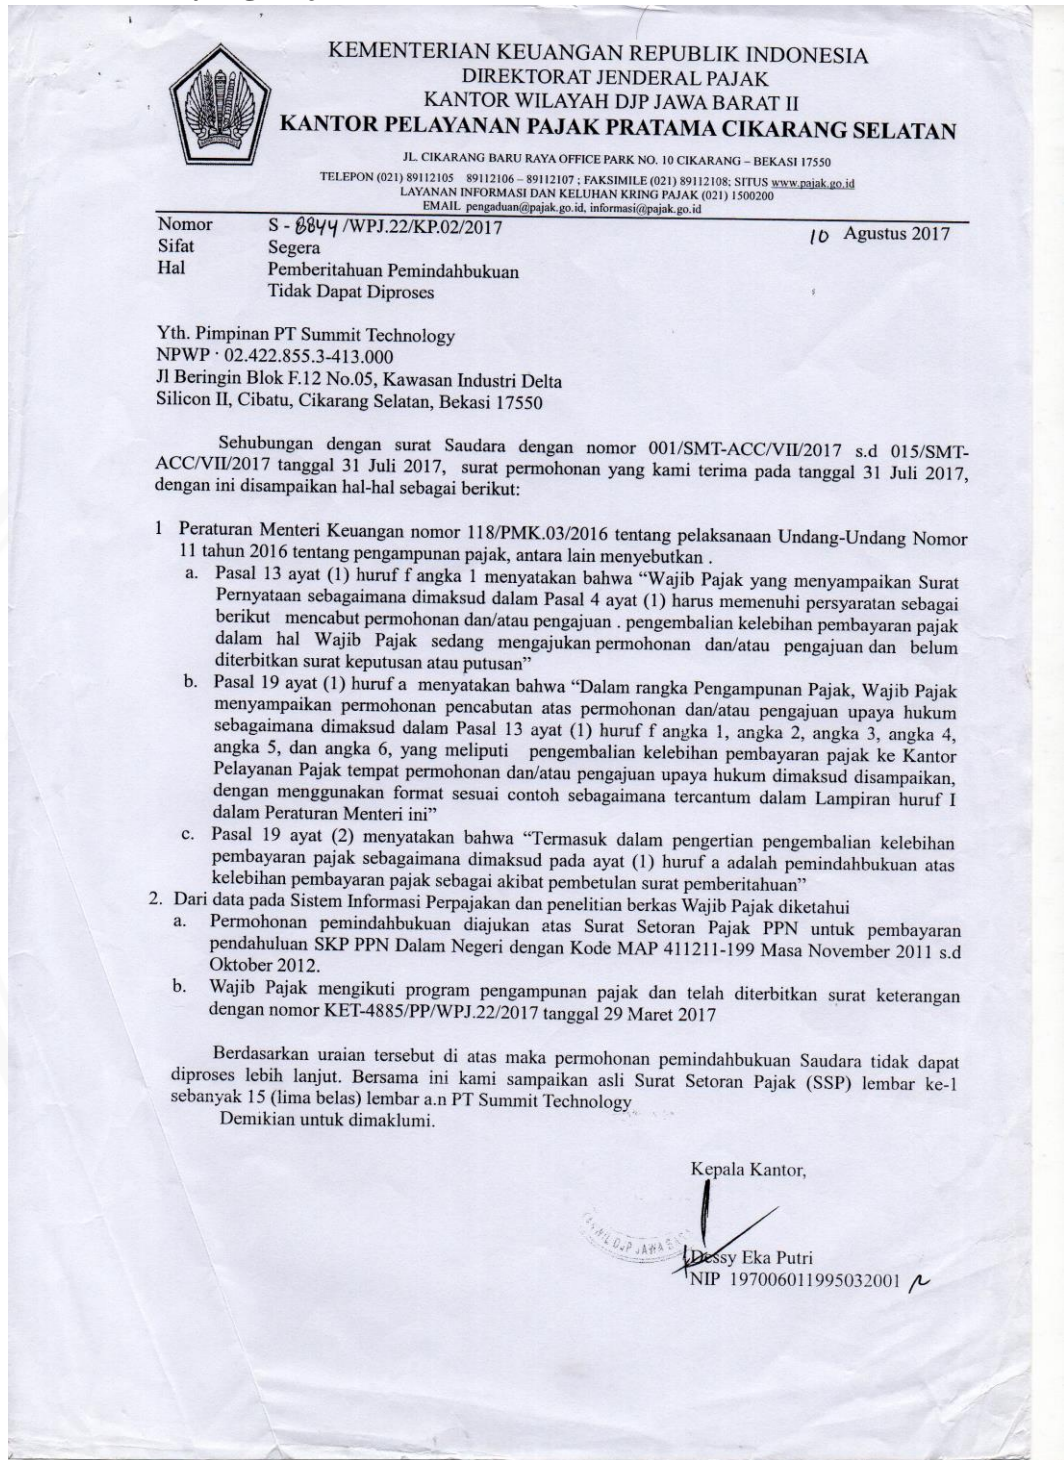 KEMENTERIAN KEUANGAN REPUBLIK INDONESIA
DIREKTORAT JENDERAL PAJAK
KANTOR WILAYAH DJP JAWA BARAT II
KANTOR PELAYANAN PAJAK PRATAMA CIKARANG SELATAN
JL. CIKARANG BARU RAYA OFFICE PARK NO. 10 CIKARANG – BEKASI 17550
TELEPON (021) 89112105 89112106 – 89112107 ; FAKSIMILE (021) 89112108; SITUS www.pajak.go.id
LAYANAN INFORMASI DAN KELUHAN KRING PAJAK (021) 1500200
EMAIL pengaduan@pajak.go.id, informasi@pajak.go.id
Nomor S - 8844 /WPJ.22/KP.02/2017 10 Agustus 2017
Sifat Segera
Hal Pemberitahuan Pemindahbukuan
Tidak Dapat Diproses
Yth. Pimpinan PT Summit Technology
NPWP · 02.422.855.3-413.000
Jl Beringin Blok F.12 No.05, Kawasan Industri Delta
Silicon II, Cibatu, Cikarang Selatan, Bekasi 17550
Sehubungan dengan surat Saudara dengan nomor 001/SMT-ACC/VII/2017 s.d 015/SMT-
ACC/VII/2017 tanggal 31 Juli 2017, surat permohonan yang kami terima pada tanggal 31 Juli 2017,
dengan ini disampaikan hal-hal sebagai berikut:
1 Peraturan Menteri Keuangan nomor 118/PMK.03/2016 tentang pelaksanaan Undang-Undang Nomor
11 tahun 2016 tentang pengampunan pajak, antara lain menyebutkan .
a. Pasal 13 ayat (1) huruf f angka 1 menyatakan bahwa “Wajib Pajak yang menyampaikan Surat
Pernyataan sebagaimana dimaksud dalam Pasal 4 ayat (1) harus memenuhi persyaratan sebagai
berikut mencabut permohonan dan/atau pengajuan . pengembalian kelebihan pembayaran pajak
dalam hal Wajib Pajak sedang mengajukan permohonan dan/atau pengajuan dan belum
diterbitkan surat keputusan atau putusan”
b. Pasal 19 ayat (1) huruf a menyatakan bahwa “Dalam rangka Pengampunan Pajak, Wajib Pajak
menyampaikan permohonan pencabutan atas permohonan dan/atau pengajuan upaya hukum
sebagaimana dimaksud dalam Pasal 13 ayat (1) huruf f angka 1, angka 2, angka 3, angka 4,
angka 5, dan angka 6, yang meliputi pengembalian kelebihan pembayaran pajak ke Kantor
Pelayanan Pajak tempat permohonan dan/atau pengajuan upaya hukum dimaksud disampaikan,
dengan menggunakan format sesuai contoh sebagaimana tercantum dalam Lampiran huruf I
dalam Peraturan Menteri ini”
c. Pasal 19 ayat (2) menyatakan bahwa “Termasuk dalam pengertian pengembalian kelebihan
pembayaran pajak sebagaimana dimaksud pada ayat (1) huruf a adalah pemindahbukuan atas
kelebihan pembayaran pajak sebagai akibat pembetulan surat pemberitahuan”
2. Dari data pada Sistem Informasi Perpajakan dan penelitian berkas Wajib Pajak diketahui
a. Permohonan pemindahbukuan diajukan atas Surat Setoran Pajak PPN untuk pembayaran
pendahuluan SKP PPN Dalam Negeri dengan Kode MAP 411211-199 Masa November 2011 s.d
Oktober 2012.
b. Wajib Pajak mengikuti program pengampunan pajak dan telah diterbitkan surat keterangan
dengan nomor KET-4885/PP/WPJ.22/2017 tanggal 29 Maret 2017
Berdasarkan uraian tersebut di atas maka permohonan pemindahbukuan Saudara tidak dapat
diproses lebih lanjut. Bersama ini kami sampaikan asli Surat Setoran Pajak (SSP) lembar ke-1
sebanyak 15 (lima belas) lembar a.n PT Summit Technology
Demikian untuk dimaklumi.
Kepala Kantor,
WIL DJP JAWA
Dessy Eka Putri
NIP 197006011995032001